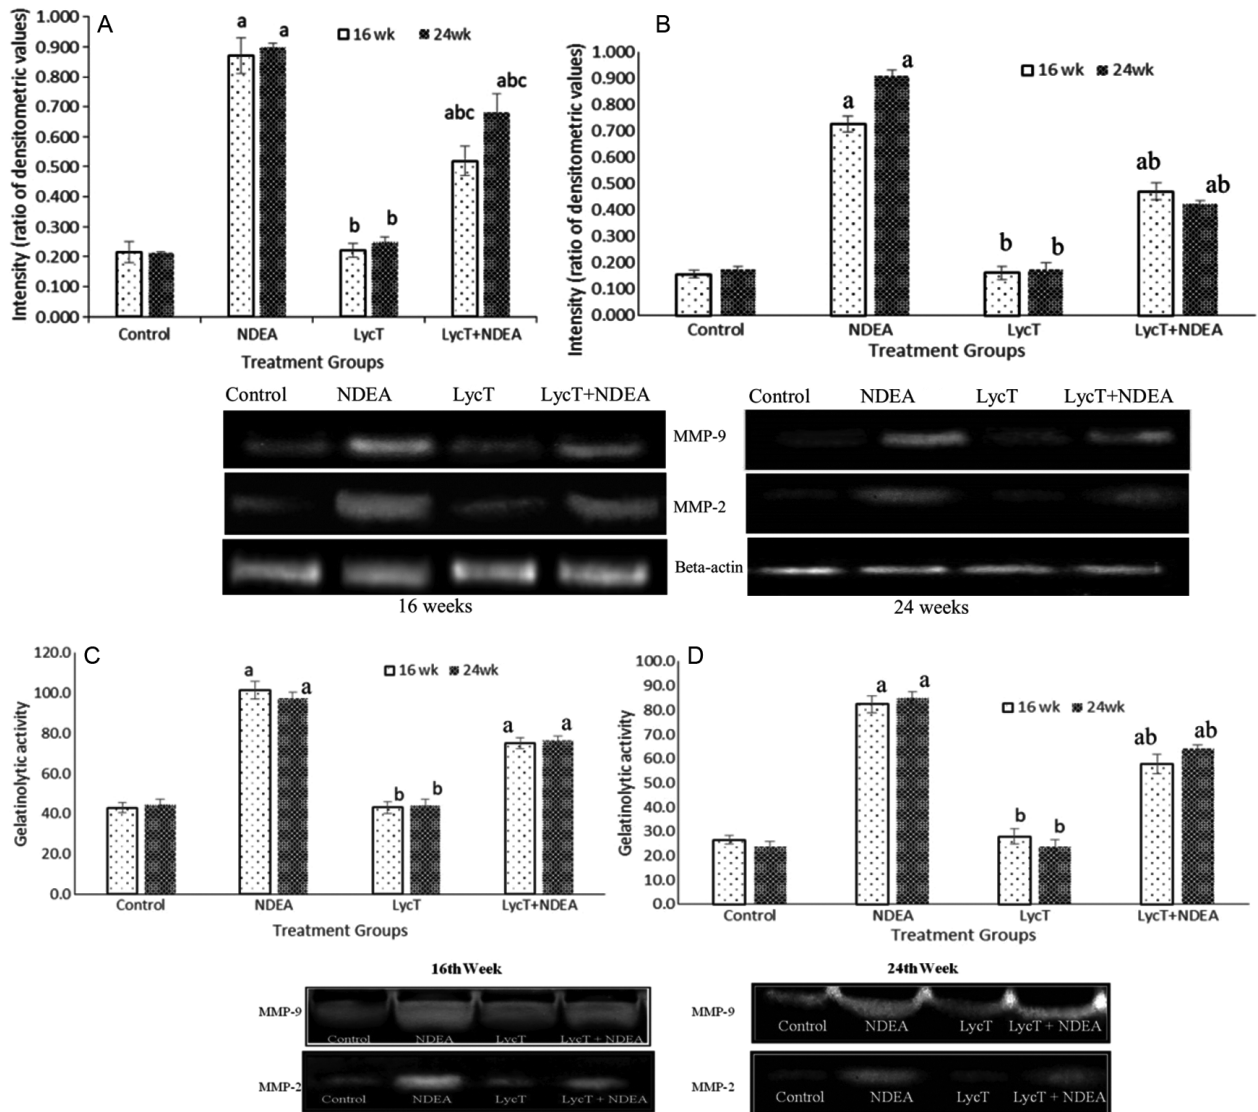 A
Intensity (ratio of densitometric values)
1.000
0.900
0.800
0.700
0.600
0.500
0.400
0.300
0.200
0.100
0.000
16 wk 24wk
a a
b b
abc abc
Control NDEA LycT LycT+NDEA
Treatment Groups
B
Intensity (ratio of densitometric values)
1.000
0.900
0.800
0.700
0.600
0.500
0.400
0.300
0.200
0.100
0.000
16 wk 24wk
a a
b b
ab ab
Control NDEA LycT LycT+NDEA
Treatment Groups
Control NDEA LycT LycT+NDEA
Control NDEA LycT LycT+NDEA
MMP-9
MMP-2
Beta-actin
16 weeks
24 weeks
C
Gelatinolytic activity
120.0
100.0
80.0
60.0
40.0
20.0
0.0
16 wk 24wk
a a
b b
a a
Control NDEA LycT LycT+NDEA
Treatment Groups
D
Gelatinolytic activity
100.0
90.0
80.0
70.0
60.0
50.0
40.0
30.0
20.0
10.0
0.0
16 wk 24wk
a a
b b
ab ab
Control NDEA LycT LycT+NDEA
Treatment Groups
16th Week
MMP-9
Control NDEA LycT LycT + NDEA
MMP-2
Control NDEA LycT LycT + NDEA
24th Week
MMP-9
Control NDEA LycT LycT + NDEA
MMP-2
Control NDEA LycT LycT + NDEA